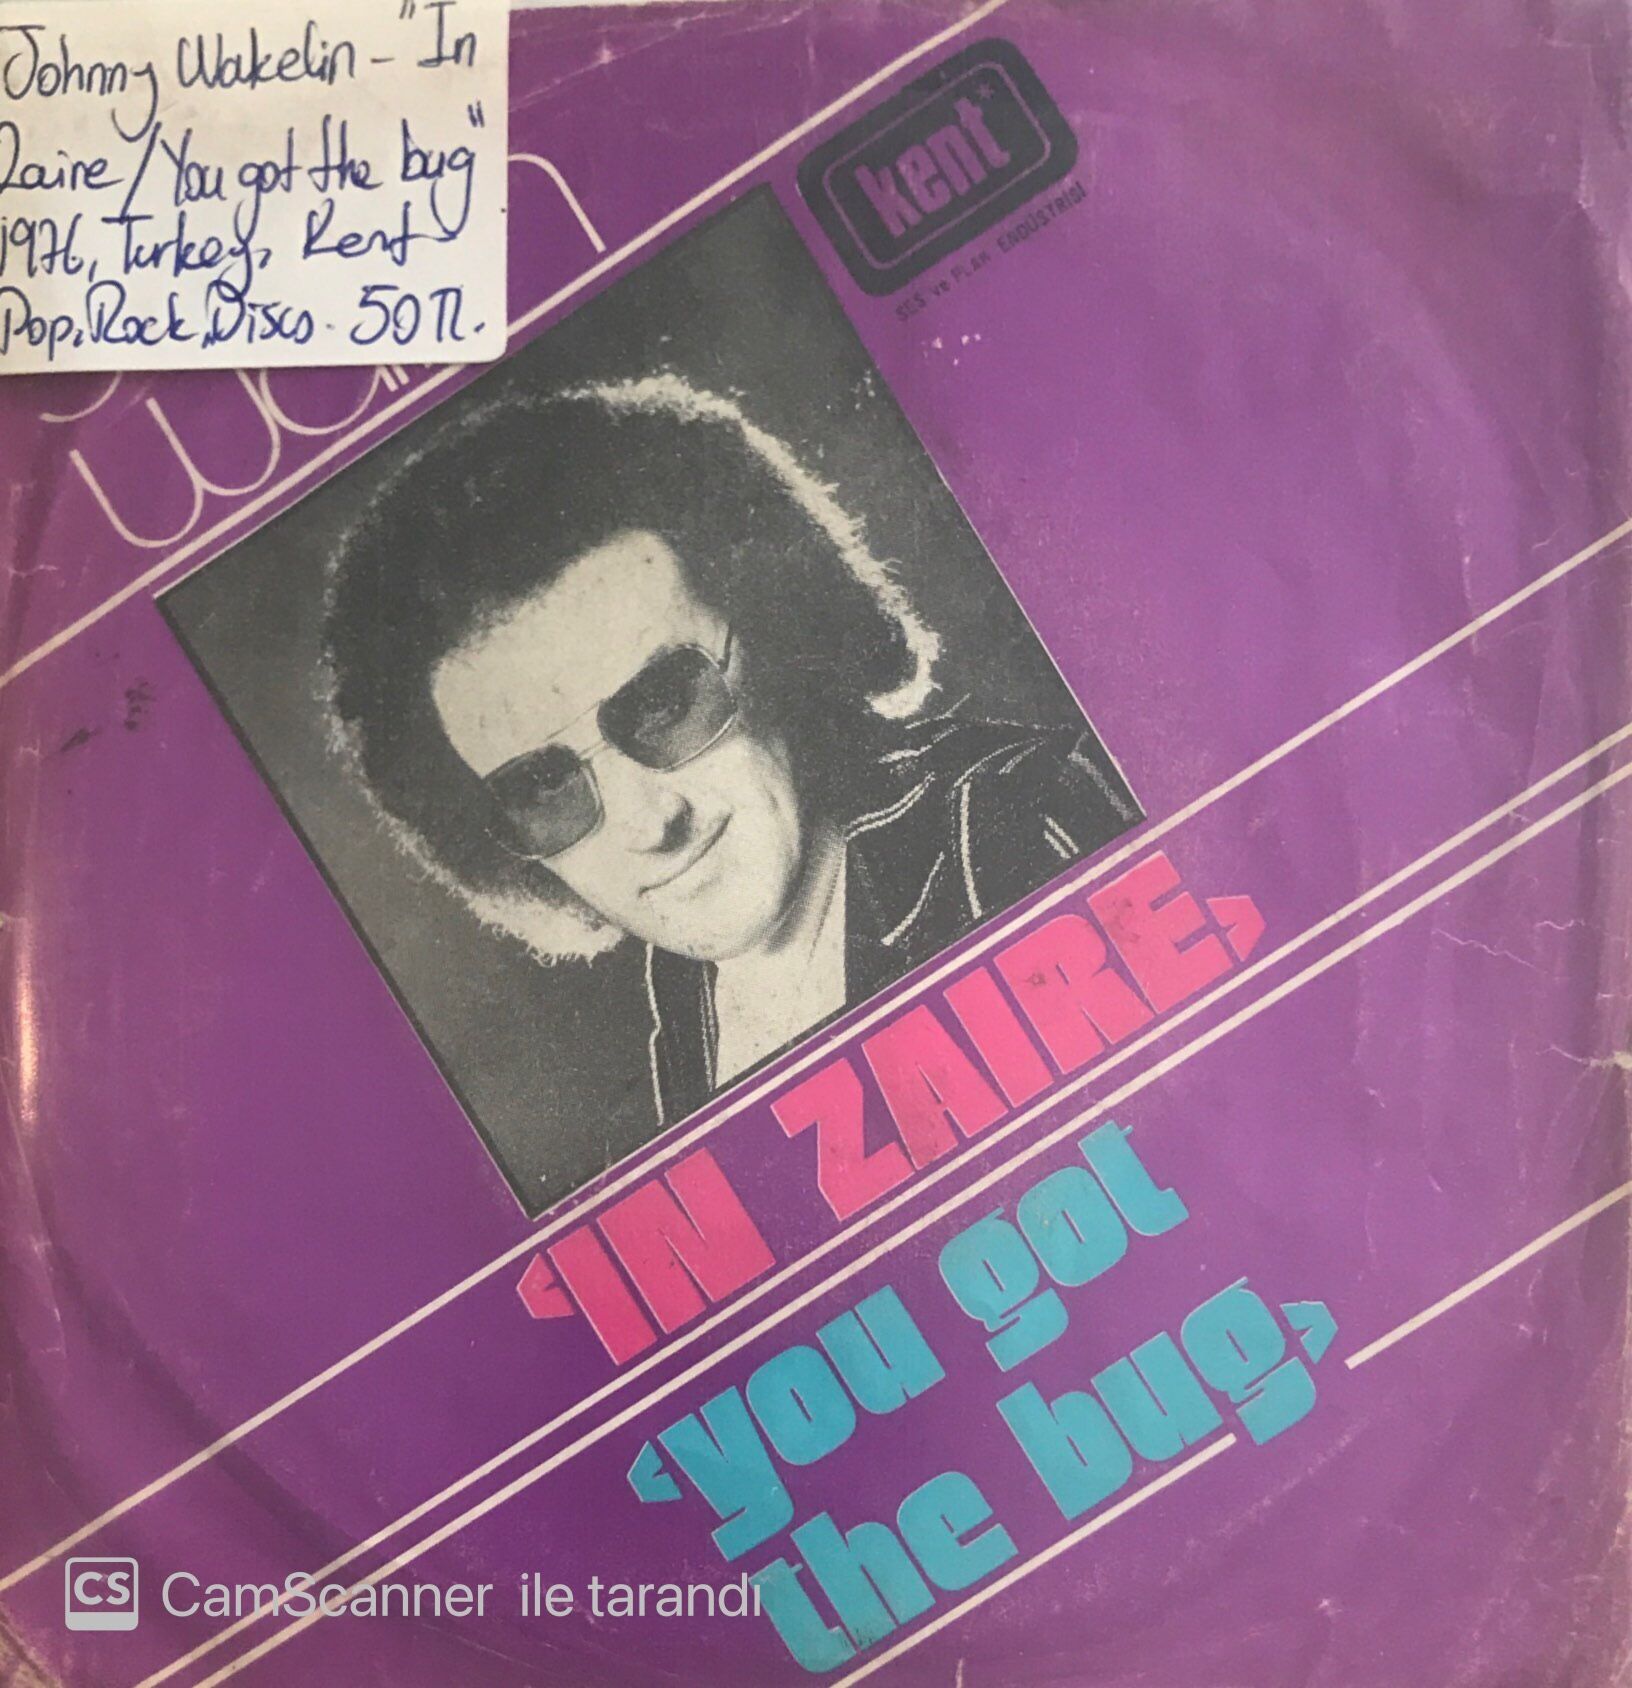 Johnny Wakelin - "In
Zaire / You got the bug"
1976, Turkey, Kent
Pop, Rock, Disco. 50 TL.
kent
SES ve PLAK ENDÜSTRİSİ
‹IN ZAIRE›
‹you got
the bug›
CS CamScanner ile tarandı